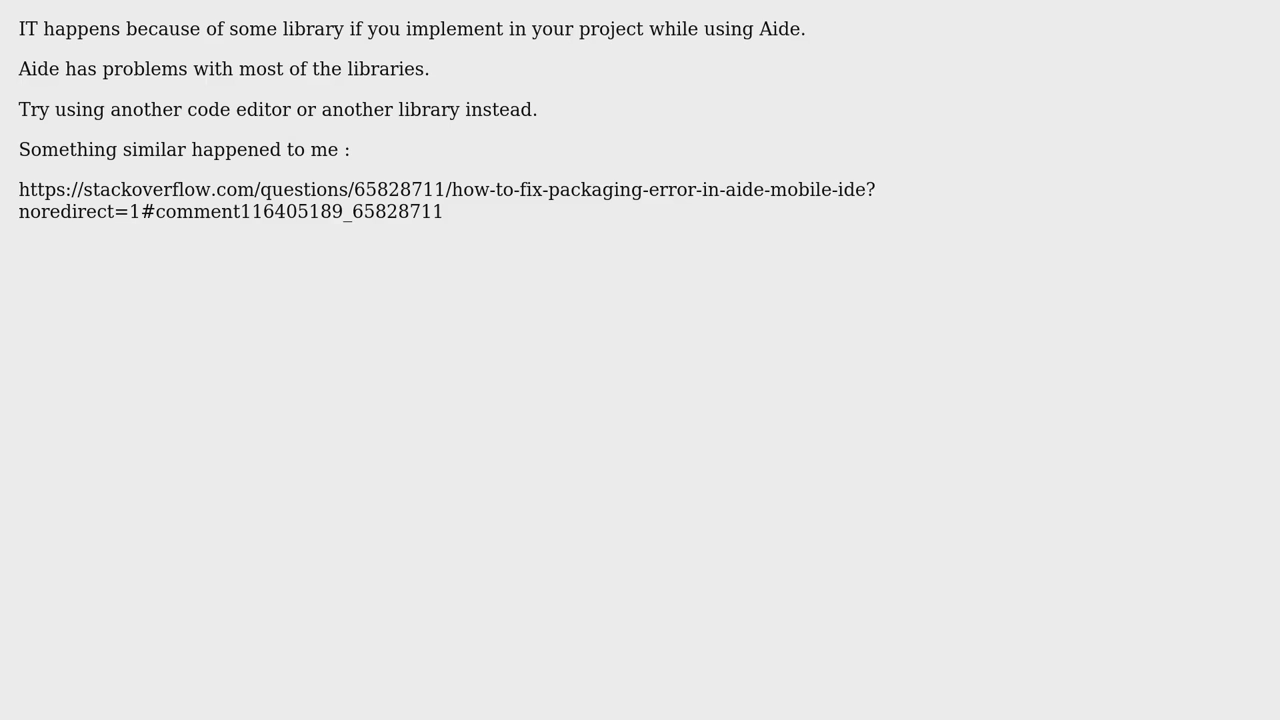 IT happens because of some library if you implement in your project while using Aide.
Aide has problems with most of the libraries.
Try using another code editor or another library instead.
Something similar happened to me :
https://stackoverflow.com/questions/65828711/how-to-fix-packaging-error-in-aide-mobile-ide?
noredirect=1#comment116405189_65828711